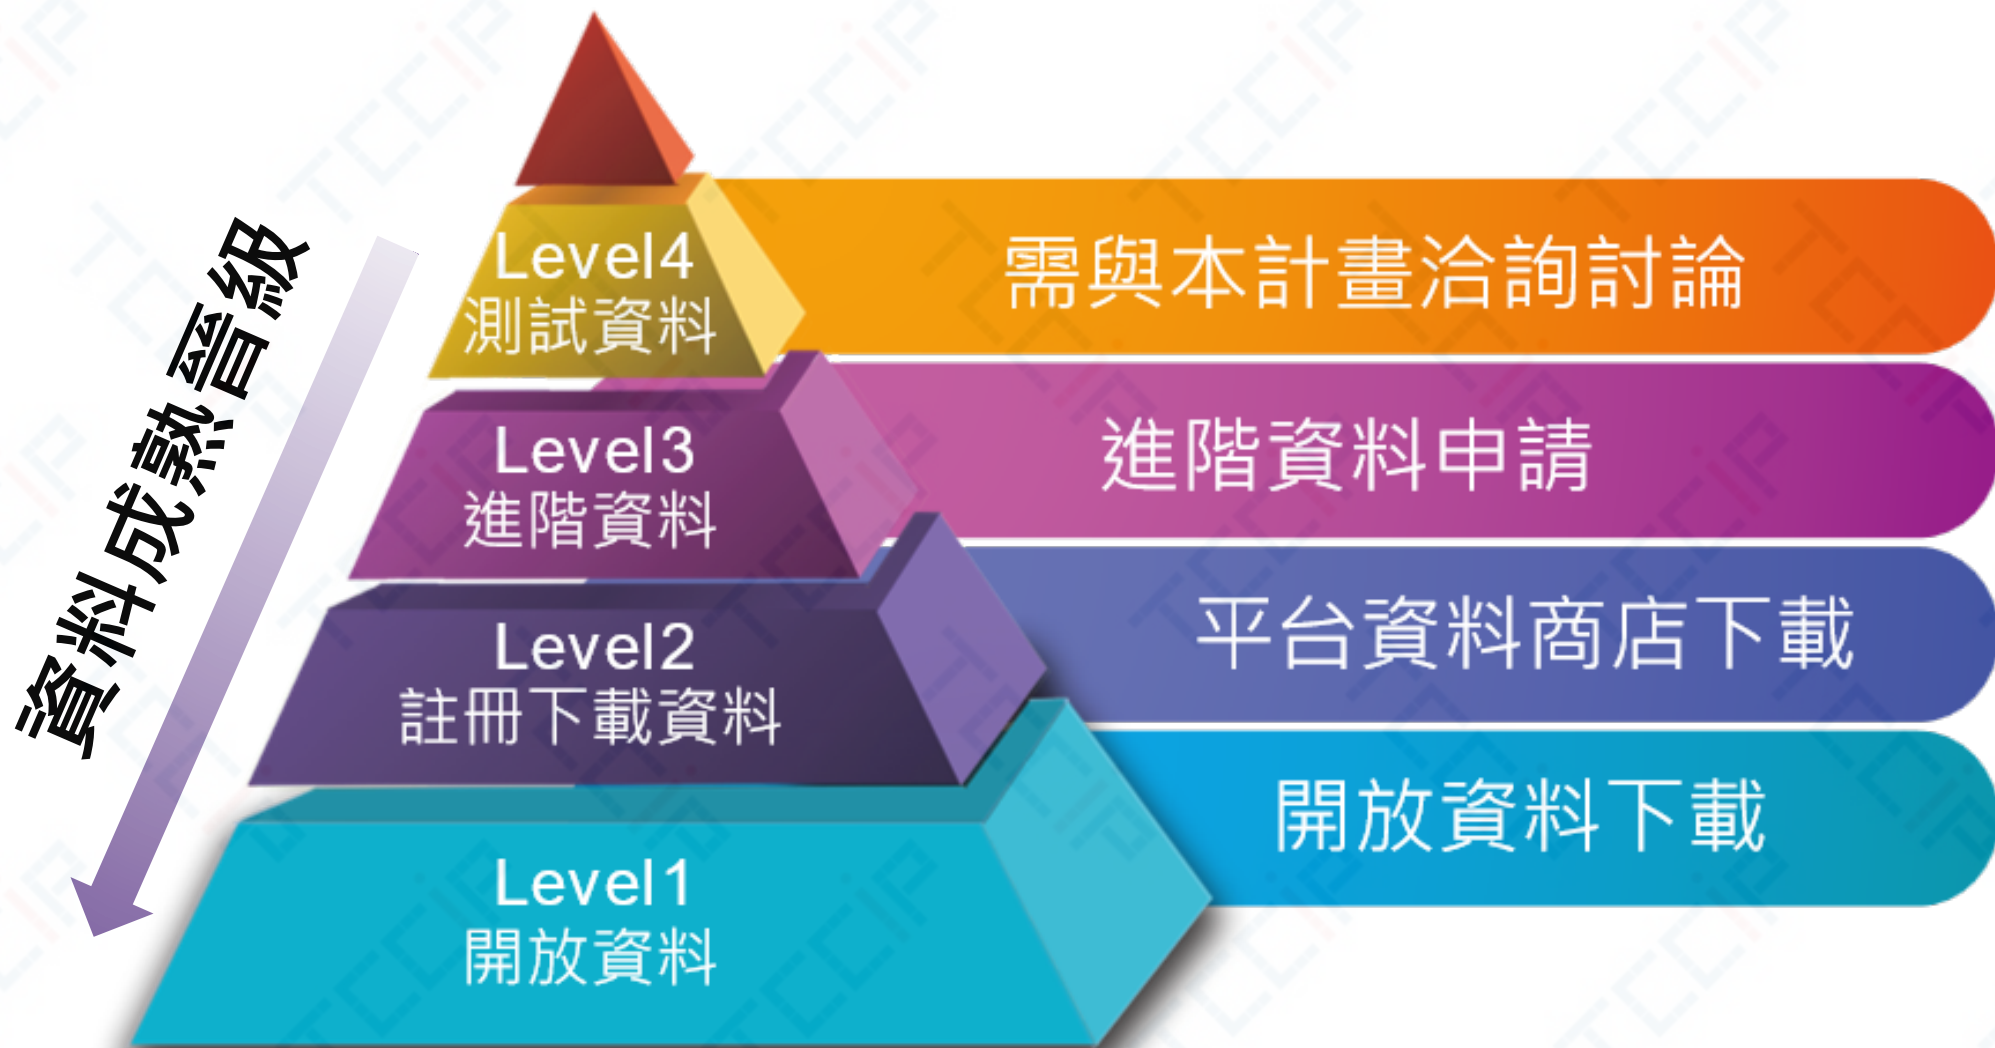 資料成熟晉級
Level4
測試資料
需與本計畫洽詢討論
Level3
進階資料
進階資料申請
Level2
註冊下載資料
平台資料商店下載
Level1
開放資料
開放資料下載
TCCIP